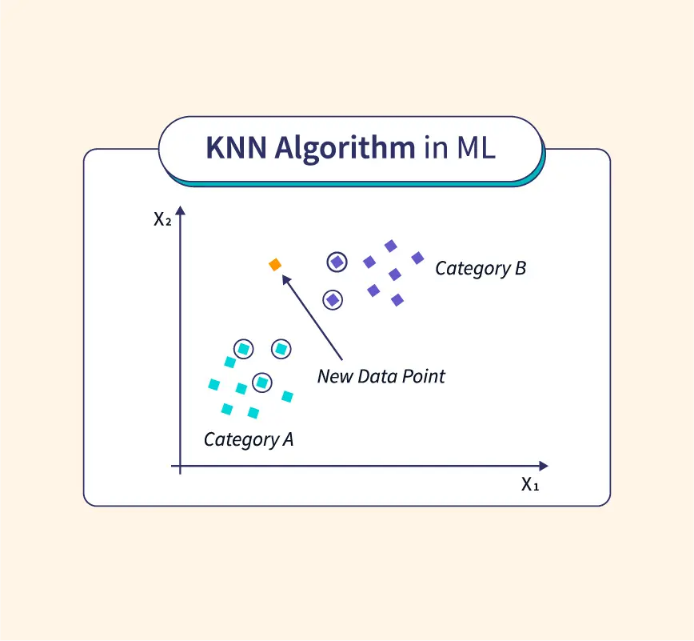 KNN Algorithm in ML
X₂
Category B
New Data Point
Category A
X₁